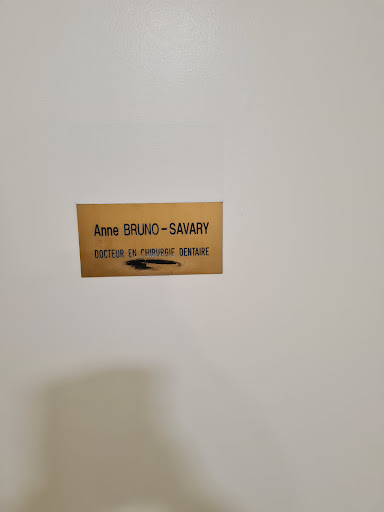 Anne BRUNO-SAVARY
DOCTEUR EN CHIRURGIE DENTAIRE